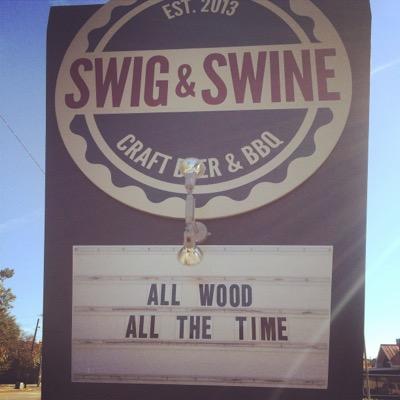 EST. 2013
SWIG & SWINE
CRAFT BEER & BBQ
ALL WOOD
ALL THE TIME